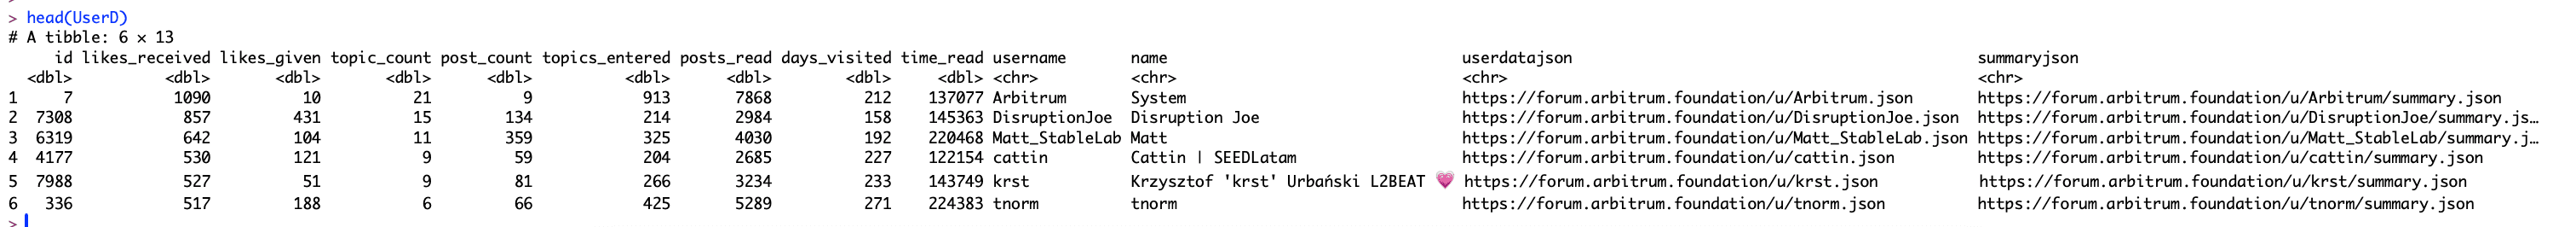 > head(UserD)
# A tibble: 6 × 13
     id likes_received likes_given topic_count post_count topics_entered posts_read days_visited time_read username      name                               userdatajson                                           summaryjson
  <dbl>          <dbl>       <dbl>       <dbl>      <dbl>          <dbl>      <dbl>        <dbl>     <dbl> <chr>         <chr>                              <chr>                                                  <chr>
1     7           1090          10          21          9            913       7868          212    137077 Arbitrum      System                             https://forum.arbitrum.foundation/u/Arbitrum.json      https://forum.arbitrum.foundation/u/Arbitrum/summary.json
2  7308            857         431          15        134            214       2984          158    145363 DisruptionJoe Disruption Joe                     https://forum.arbitrum.foundation/u/DisruptionJoe.json https://forum.arbitrum.foundation/u/DisruptionJoe/summary.js…
3  6319            642         104          11        359            325       4030          192    220468 Matt_StableLab Matt                              https://forum.arbitrum.foundation/u/Matt_StableLab.json https://forum.arbitrum.foundation/u/Matt_StableLab/summary.j…
4  4177            530         121           9         59            204       2685          227    122154 cattin        Cattin | SEEDLatam                 https://forum.arbitrum.foundation/u/cattin.json        https://forum.arbitrum.foundation/u/cattin/summary.json
5  7988            527          51           9         81            266       3234          233    143749 krst          Krzysztof 'krst' Urbański L2BEAT 💗 https://forum.arbitrum.foundation/u/krst.json          https://forum.arbitrum.foundation/u/krst/summary.json
6   336            517         188           6         66            425       5289          271    224383 tnorm         tnorm                              https://forum.arbitrum.foundation/u/tnorm.json         https://forum.arbitrum.foundation/u/tnorm/summary.json
>